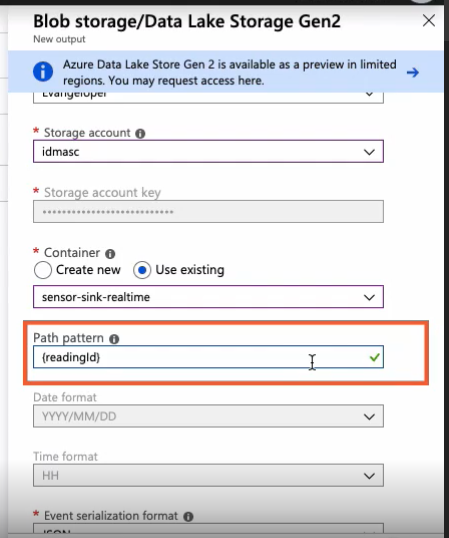 Blob storage/Data Lake Storage Gen2
New output
Azure Data Lake Store Gen 2 is available as a preview in limited
regions. You may request access here.
Evangeloper
* Storage account
idmasc
* Storage account key
••••••••••••••••••••••••••••
* Container
Create new
Use existing
sensor-sink-realtime
Path pattern
{readingId}
Date format
YYYY/MM/DD
Time format
HH
* Event serialization format
JSON